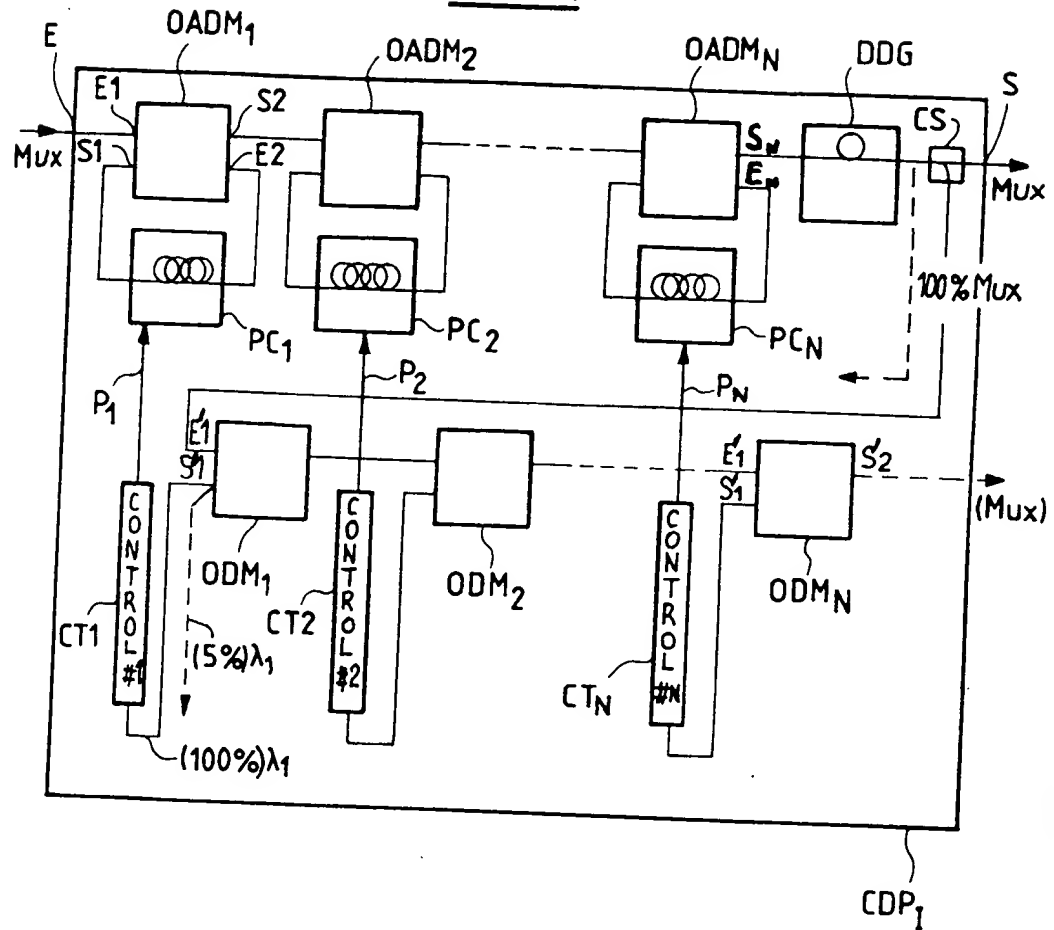 OADM1
E
OADM2
OADMN
DDG
S
CS
E1
S2
Mux
S1
E2
SN
EN
Mux
100% Mux
PC1
PC2
PCN
P1
P2
PN
E'1
S'1
E'1
S'1
S'2
(Mux)
CONTROL #1
CONTROL #2
CONTROL #N
ODM1
ODM2
ODMN
CT1
CT2
CTN
(5%)λ1
(100%)λ1
CDPI